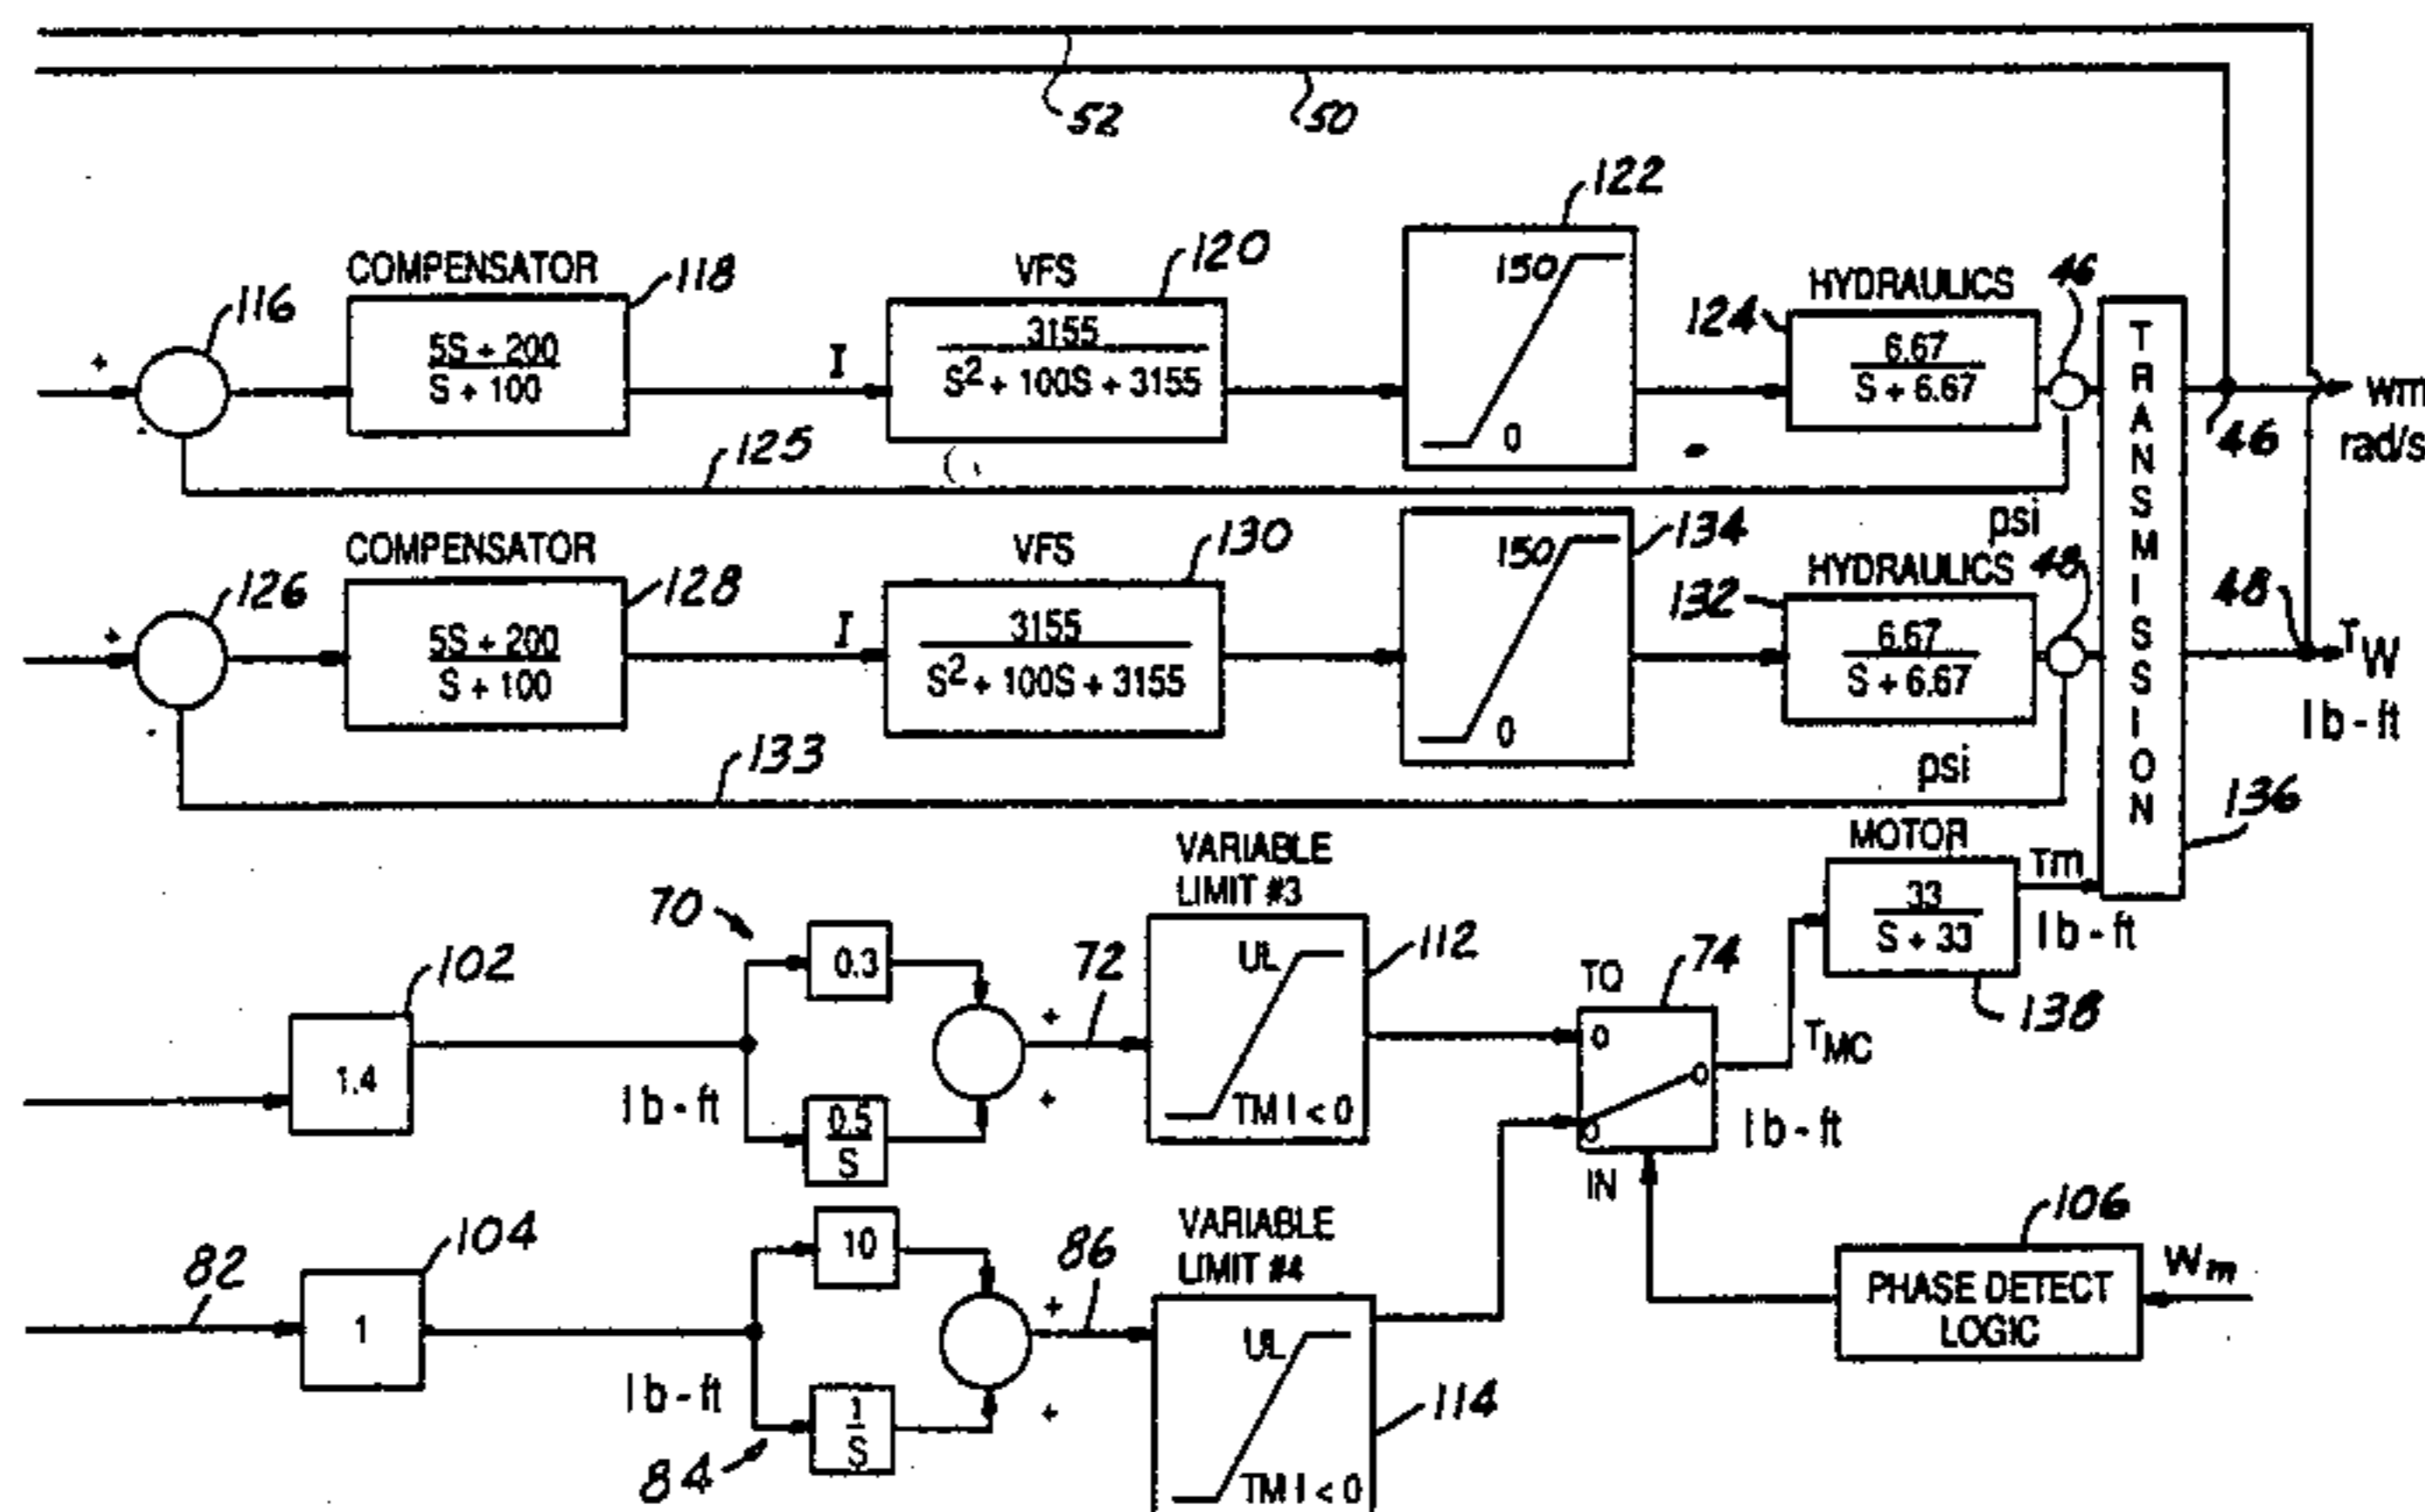 52
50
122
COMPENSATOR
118
VFS
120
150
0
HYDRAULICS
46
116
+
5S + 200
S + 100
I
3155
S² + 100S + 3155
124
6.67
S + 6.67
TRANSMISSION
wm
rad/s
46
125
psi
COMPENSATOR
VFS
130
150
0
134
HYDRAULICS
48
126
+
128
5S + 200
S + 100
I
3155
S² + 100S + 3155
132
6.67
S + 6.67
48
TW
lb-ft
133
psi
136
VARIABLE
LIMIT #3
MOTOR
Tm
lb-ft
33
S + 33
138
70
0.3
72
UL
TM I < 0
112
TQ
74
102
1.4
lb-ft
+
+
0.5
S
0
0
0
TMC
lb-ft
IN
VARIABLE
LIMIT #4
106
PHASE DETECT
LOGIC
Wm
82
104
1
lb-ft
10
+
+
86
UL
TM I < 0
114
1
S
84